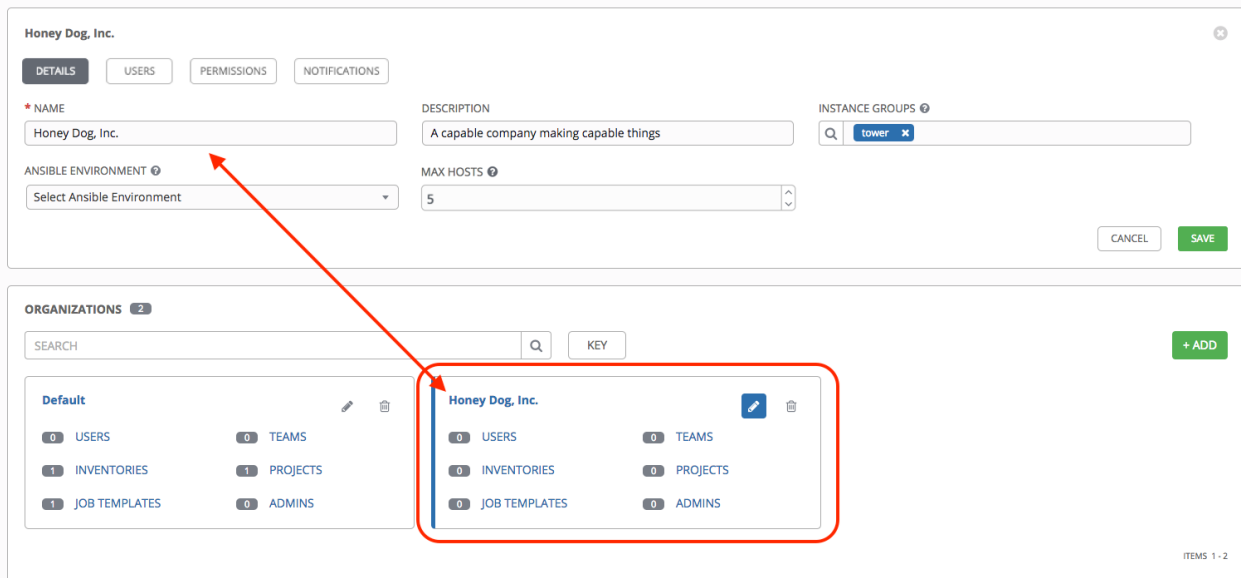 Honey Dog, Inc.
DETAILS USERS PERMISSIONS NOTIFICATIONS
* NAME DESCRIPTION INSTANCE GROUPS ?
Honey Dog, Inc. A capable company making capable things tower x
ANSIBLE ENVIRONMENT ? MAX HOSTS ?
Select Ansible Environment 5
CANCEL SAVE
ORGANIZATIONS 2
SEARCH KEY + ADD
Default Honey Dog, Inc.
0 USERS 0 TEAMS 0 USERS 0 TEAMS
1 INVENTORIES 1 PROJECTS 0 INVENTORIES 0 PROJECTS
1 JOB TEMPLATES 0 ADMINS 0 JOB TEMPLATES 0 ADMINS
ITEMS 1 - 2